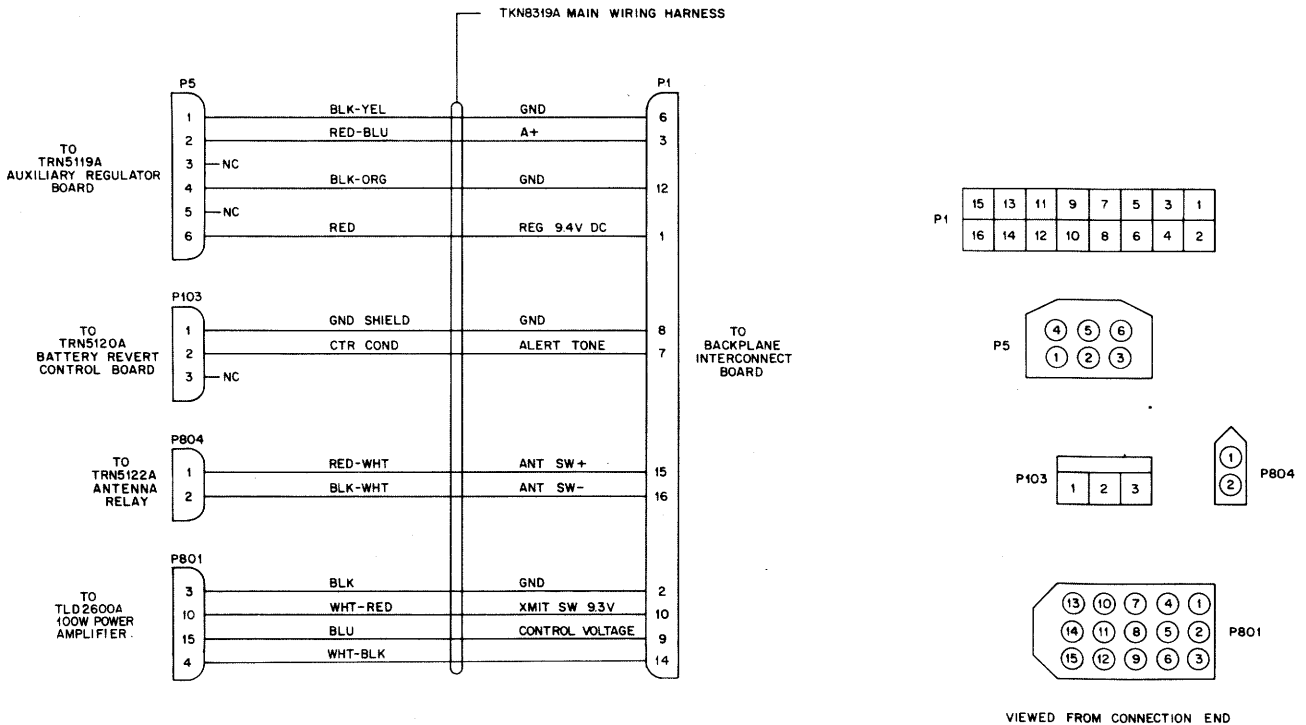 TKN8319A MAIN WIRING HARNESS
P5
P1
1 BLK-YEL GND 6
2 RED-BLU A+ 3
3 NC
4 BLK-ORG GND 12
5 NC
6 RED REG 9.4V DC 1
TO
TRN5119A
AUXILIARY REGULATOR
BOARD
P103
1 GND SHIELD GND 8
2 CTR COND ALERT TONE 7
3 NC
TO
TRN5120A
BATTERY REVERT
CONTROL BOARD
TO
BACKPLANE
INTERCONNECT
BOARD
P804
1 RED-WHT ANT SW+ 15
2 BLK-WHT ANT SW- 16
TO
TRN5122A
ANTENNA
RELAY
P801
3 BLK GND 2
10 WHT-RED XMIT SW 9.3V 10
15 BLU CONTROL VOLTAGE 9
4 WHT-BLK 14
TO
TLD2600A
100W POWER
AMPLIFIER.
P1
15 13 11 9 7 5 3 1
16 14 12 10 8 6 4 2
P5
4 5 6
1 2 3
P103
1 2 3
P804
1
2
P801
13 10 7 4 1
14 11 8 5 2
15 12 9 6 3
VIEWED FROM CONNECTION END